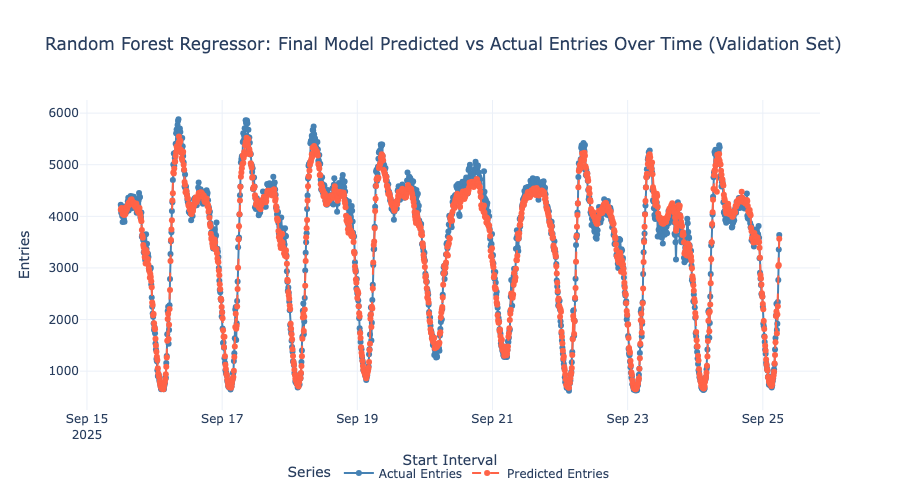 Random Forest Regressor: Final Model Predicted vs Actual Entries Over Time (Validation Set)
6000
5000
4000
3000
2000
1000
Entries
Sep 15
2025
Sep 17
Sep 19
Sep 21
Sep 23
Sep 25
Start Interval
Series
Actual Entries
Predicted Entries